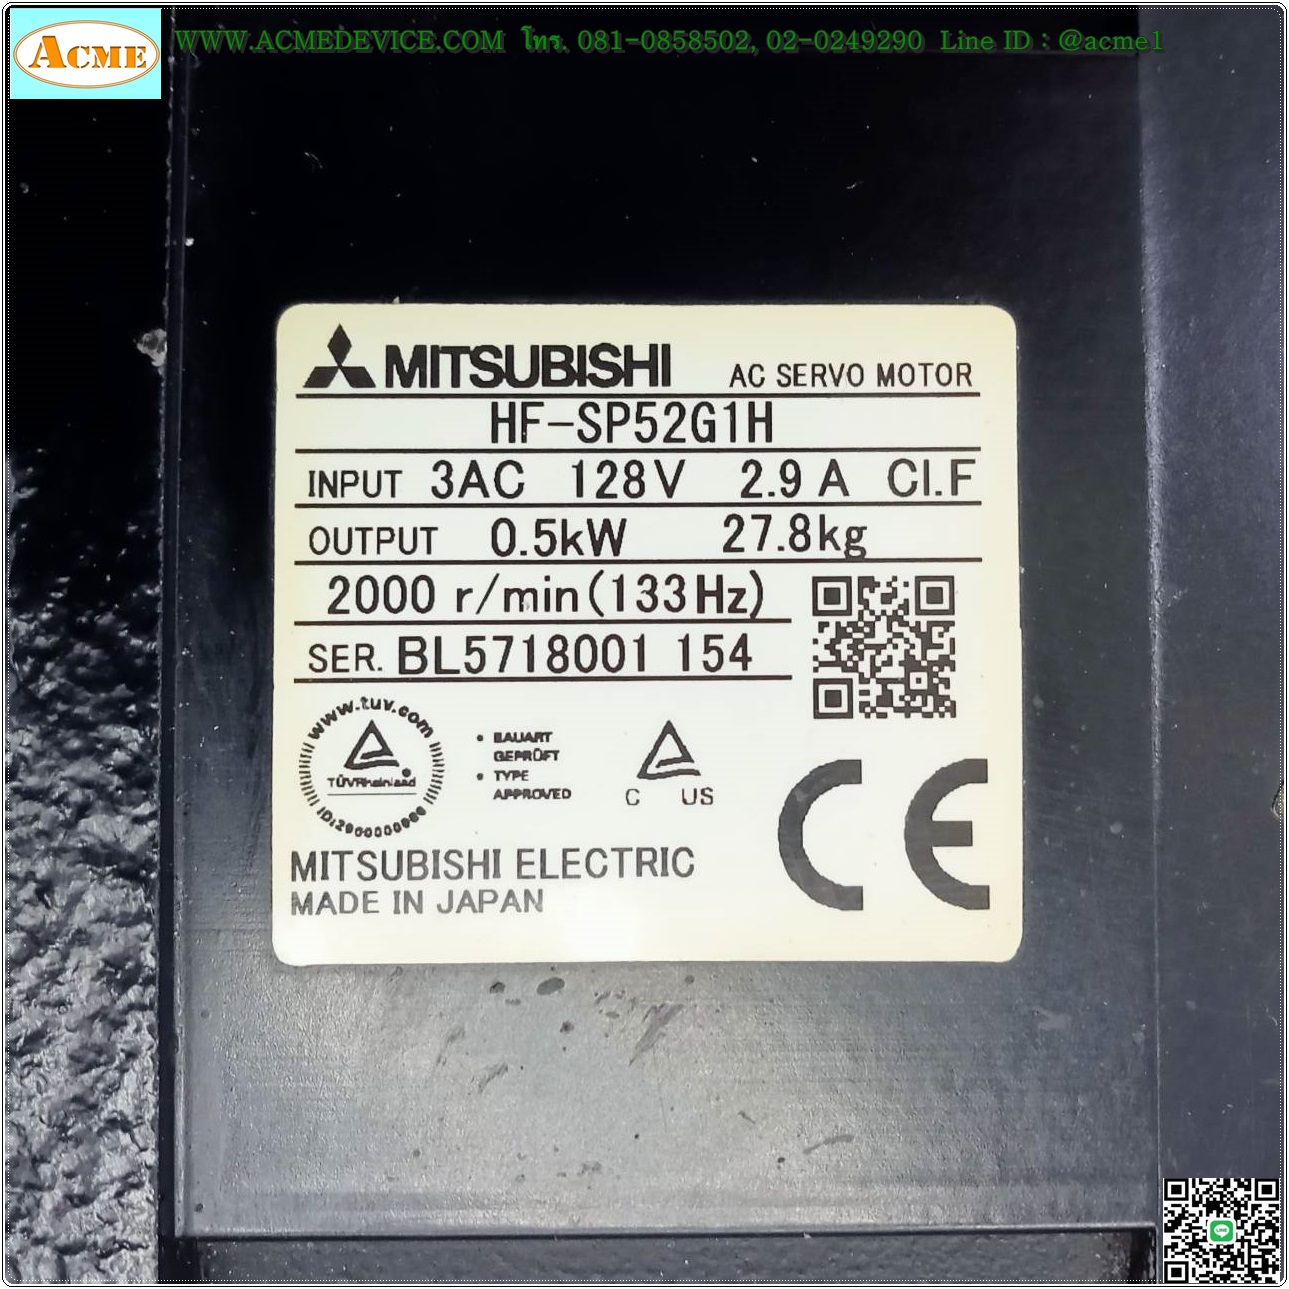 ACME
WWW.ACMEDEVICE.COM โทร. 081-0858502, 02-0249290 Line ID : @acme1
MITSUBISHI AC SERVO MOTOR
HF-SP52G1H
INPUT 3AC 128V 2.9 A CI.F
OUTPUT 0.5kW 27.8kg
2000 r/min(133Hz)
SER. BL5718001 154
www.tuv.com
TÜVRheinland
• BAUART
GEPRÜFT
• TYPE
APPROVED
C US
CE
MITSUBISHI ELECTRIC
MADE IN JAPAN